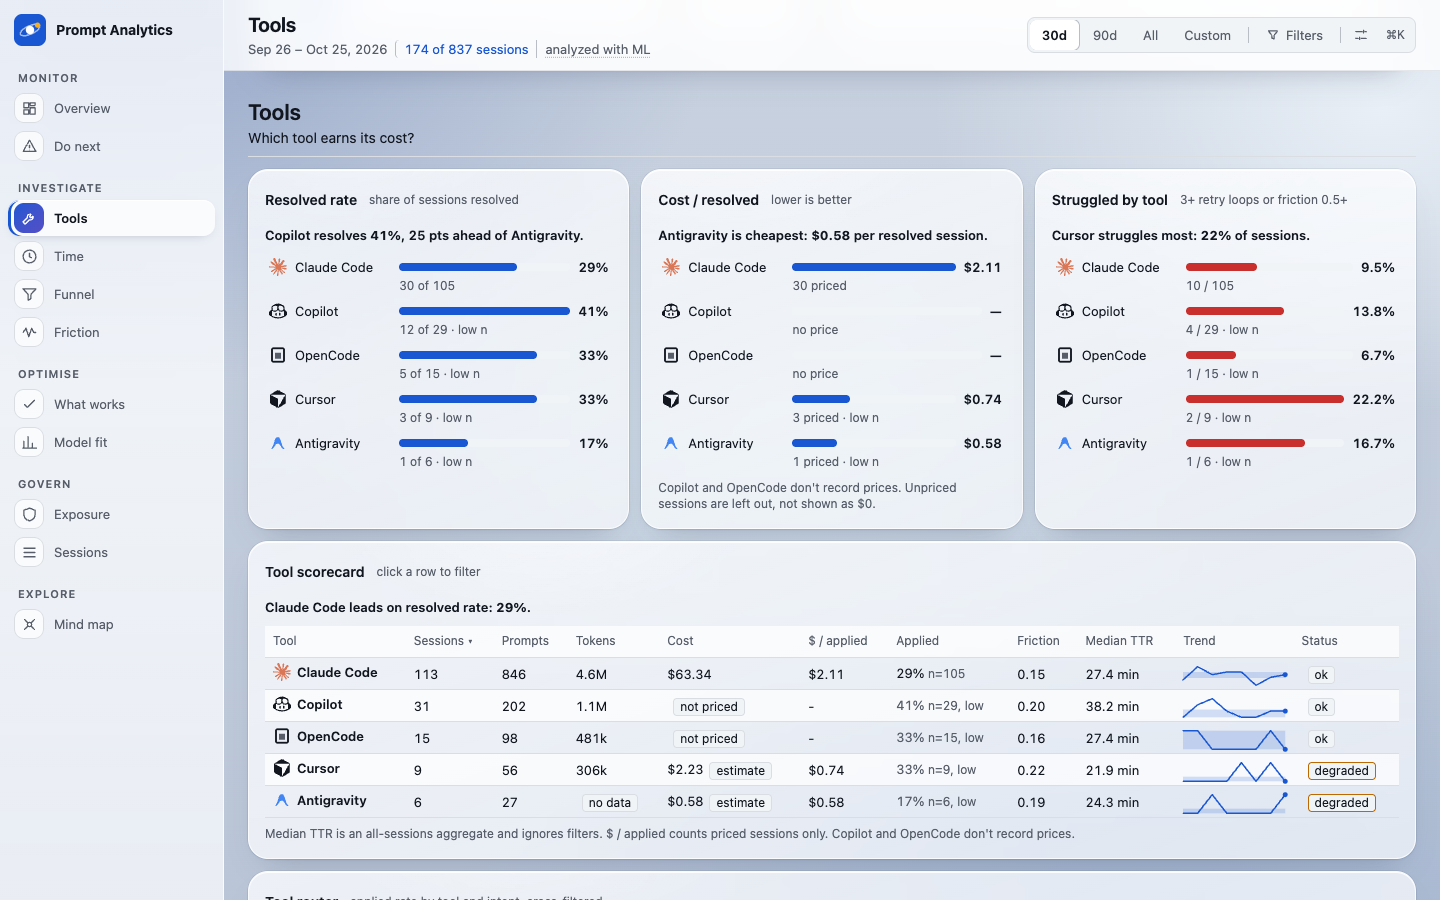 Prompt Analytics
MONITOR
Overview
Do next
INVESTIGATE
Tools
Time
Funnel
Friction
OPTIMISE
What works
Model fit
GOVERN
Exposure
Sessions
EXPLORE
Mind map
Tools
Sep 26 – Oct 25, 2026 174 of 837 sessions analyzed with ML
30d 90d All Custom Filters ⌘K
Tools
Which tool earns its cost?
Resolved rate share of sessions resolved
Copilot resolves 41%, 25 pts ahead of Antigravity.
Claude Code 29%
30 of 105
Copilot 41%
12 of 29 · low n
OpenCode 33%
5 of 15 · low n
Cursor 33%
3 of 9 · low n
Antigravity 17%
1 of 6 · low n
Cost / resolved lower is better
Antigravity is cheapest: $0.58 per resolved session.
Claude Code $2.11
30 priced
Copilot —
no price
OpenCode —
no price
Cursor $0.74
3 priced · low n
Antigravity $0.58
1 priced · low n
Copilot and OpenCode don't record prices. Unpriced
sessions are left out, not shown as $0.
Struggled by tool 3+ retry loops or friction 0.5+
Cursor struggles most: 22% of sessions.
Claude Code 9.5%
10 / 105
Copilot 13.8%
4 / 29 · low n
OpenCode 6.7%
1 / 15 · low n
Cursor 22.2%
2 / 9 · low n
Antigravity 16.7%
1 / 6 · low n
Tool scorecard click a row to filter
Claude Code leads on resolved rate: 29%.
Tool Sessions ▾ Prompts Tokens Cost $ / applied Applied Friction Median TTR Trend Status
Claude Code 113 846 4.6M $63.34 $2.11 29% n=105 0.15 27.4 min ok
Copilot 31 202 1.1M not priced - 41% n=29, low 0.20 38.2 min ok
OpenCode 15 98 481k not priced - 33% n=15, low 0.16 27.4 min ok
Cursor 9 56 306k $2.23 estimate $0.74 33% n=9, low 0.22 21.9 min degraded
Antigravity 6 27 no data $0.58 estimate $0.58 17% n=6, low 0.19 24.3 min degraded
Median TTR is an all-sessions aggregate and ignores filters. $ / applied counts priced sessions only. Copilot and OpenCode don't record prices.
Tool router applied rate by tool and intent, cross-filtered